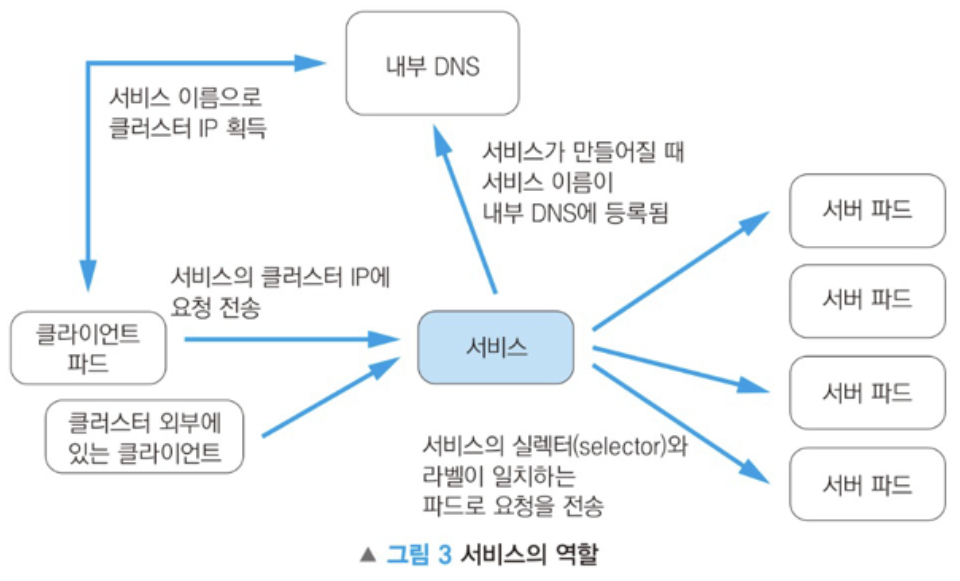 내부 DNS
서비스 이름으로
클러스터 IP 획득
서비스가 만들어질 때
서비스 이름이
내부 DNS에 등록됨
서버 파드
서버 파드
서버 파드
서버 파드
서비스의 클러스터 IP에
요청 전송
클라이언트
파드
서비스
클러스터 외부에
있는 클라이언트
서비스의 실렉터(selector)와
라벨이 일치하는
파드로 요청을 전송
▲ 그림 3 서비스의 역할